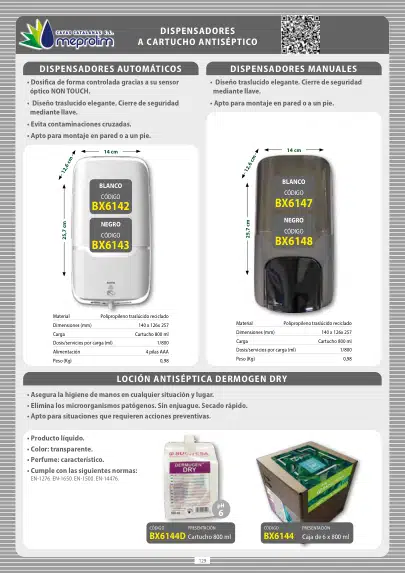 ZAFRA CATALANAS S.L.
meprolim
DISPENSADORES
A CARTUCHO ANTISÉPTICO
DISPENSADORES AUTOMÁTICOS
• Dosifica de forma controlada gracias a su sensor
óptico NON TOUCH.
• Diseño traslucido elegante. Cierre de seguridad
mediante llave.
• Evita contaminaciones cruzadas.
• Apto para montaje en pared o a un pie.
14 cm
12,6 cm
25,7 cm
BLANCO
CÓDIGO
BX6142
NEGRO
CÓDIGO
BX6143
Material Polipropileno traslúcido reciclado
Dimensiones (mm) 140 x 126x 257
Carga Cartucho 800 ml
Dosis/servicios por carga (ml) 1/800
Alimentación 4 pilas AAA
Peso (Kg) 0,98
DISPENSADORES MANUALES
• Diseño traslucido elegante. Cierre de seguridad
mediante llave.
• Apto para montaje en pared o a un pie.
14 cm
12,6 cm
25,7 cm
BLANCO
CÓDIGO
BX6147
NEGRO
CÓDIGO
BX6148
Material Polipropileno traslúcido reciclado
Dimensiones (mm) 140 x 126x 257
Carga Cartucho 800 ml
Dosis/servicios por carga (ml) 1/800
Peso (Kg) 0,98
LOCIÓN ANTISÉPTICA DERMOGEN DRY
• Asegura la higiene de manos en cualquier situación y lugar.
• Elimina los microorganismos patógenos. Sin enjuague. Secado rápido.
• Apto para situaciones que requieren acciones preventivas.
• Producto líquido.
• Color: transparente.
• Perfume: característico.
• Cumple con las siguientes normas:
EN-1276. EN-1650. EN-1500. EN-14476.
DERMOGEN
DRY
pH
6
CÓDIGO PRESENTACIÓN
BX6144D Cartucho 800 ml
CÓDIGO PRESENTACIÓN
BX6144 Caja de 6 x 800 ml
129